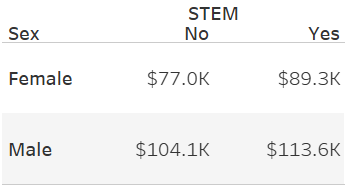 STEM
Sex No Yes
Female $77.0K $89.3K
Male $104.1K $113.6K